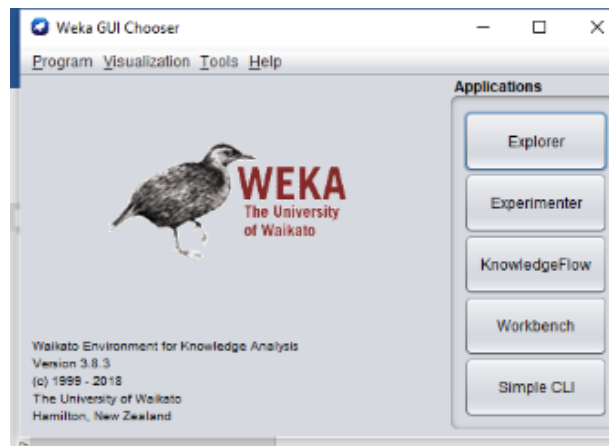 Weka GUI Chooser
Program Visualization Tools Help
Applications
Explorer
Experimenter
KnowledgeFlow
Workbench
Simple CLI
WEKA
The University
of Waikato
Waikato Environment for Knowledge Analysis
Version 3.8.3
(c) 1999 - 2018
The University of Waikato
Hamilton, New Zealand